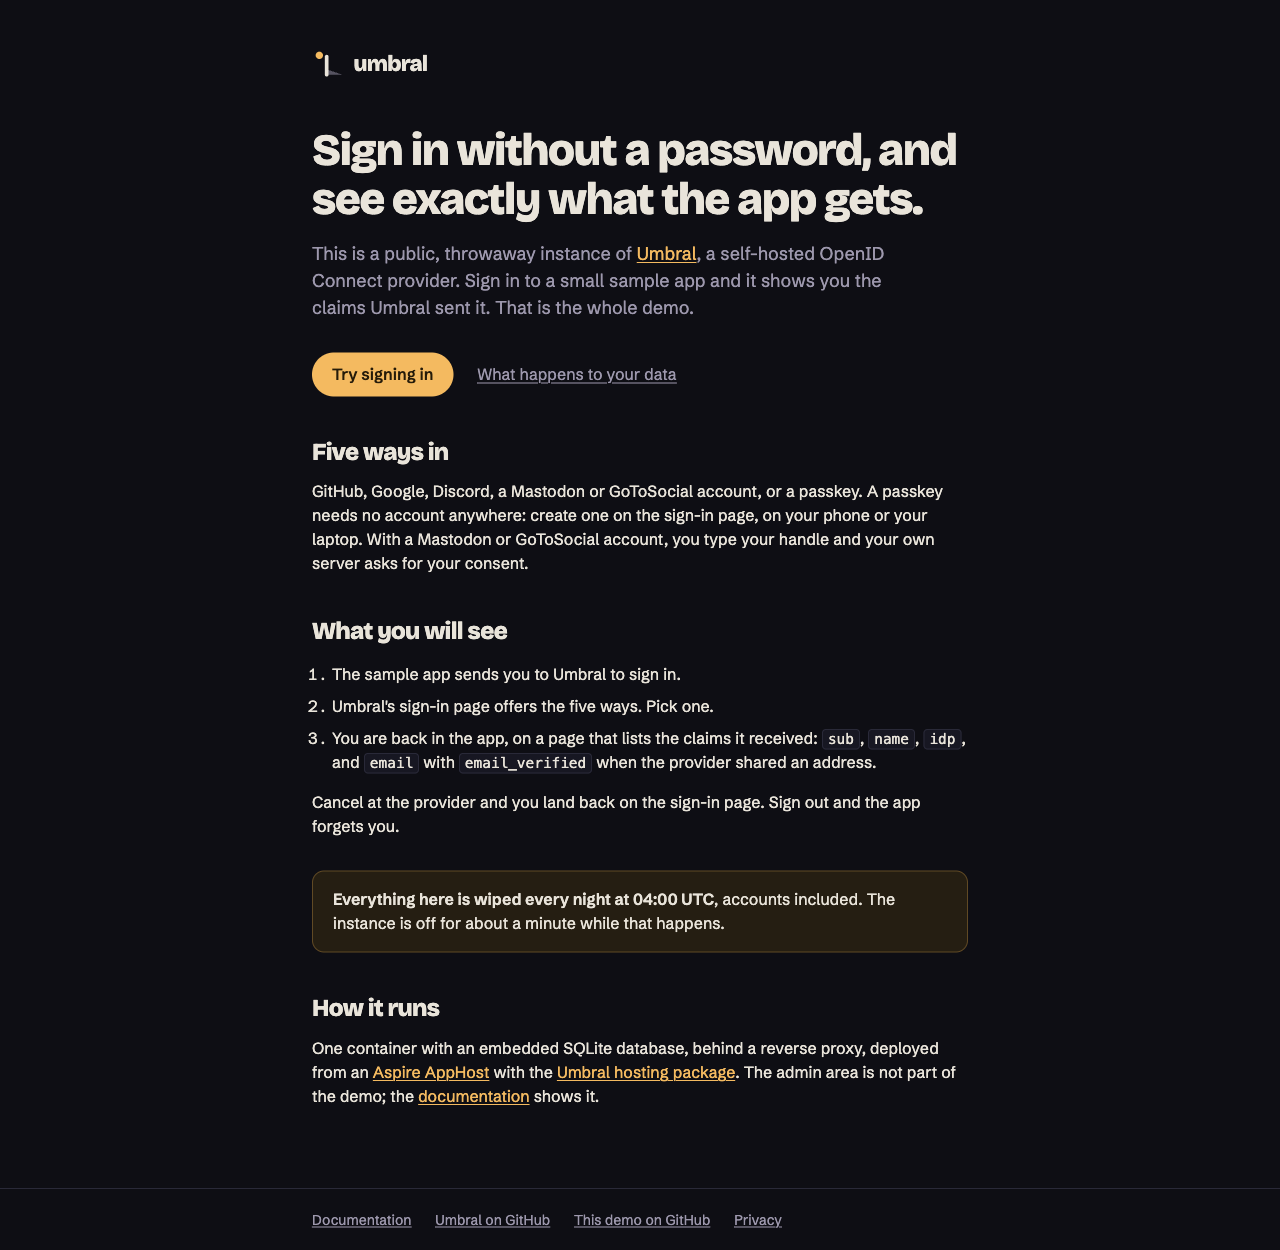 umbral
Sign in without a password, and
see exactly what the app gets.
This is a public, throwaway instance of Umbral, a self-hosted OpenID
Connect provider. Sign in to a small sample app and it shows you the
claims Umbral sent it. That is the whole demo.
Try signing in What happens to your data
Five ways in
GitHub, Google, Discord, a Mastodon or GoToSocial account, or a passkey. A passkey
needs no account anywhere: create one on the sign-in page, on your phone or your
laptop. With a Mastodon or GoToSocial account, you type your handle and your own
server asks for your consent.
What you will see
1. The sample app sends you to Umbral to sign in.
2. Umbral's sign-in page offers the five ways. Pick one.
3. You are back in the app, on a page that lists the claims it received: sub, name, idp,
and email with email_verified when the provider shared an address.
Cancel at the provider and you land back on the sign-in page. Sign out and the app
forgets you.
Everything here is wiped every night at 04:00 UTC, accounts included. The
instance is off for about a minute while that happens.
How it runs
One container with an embedded SQLite database, behind a reverse proxy, deployed
from an Aspire AppHost with the Umbral hosting package. The admin area is not part of
the demo; the documentation shows it.
Documentation Umbral on GitHub This demo on GitHub Privacy